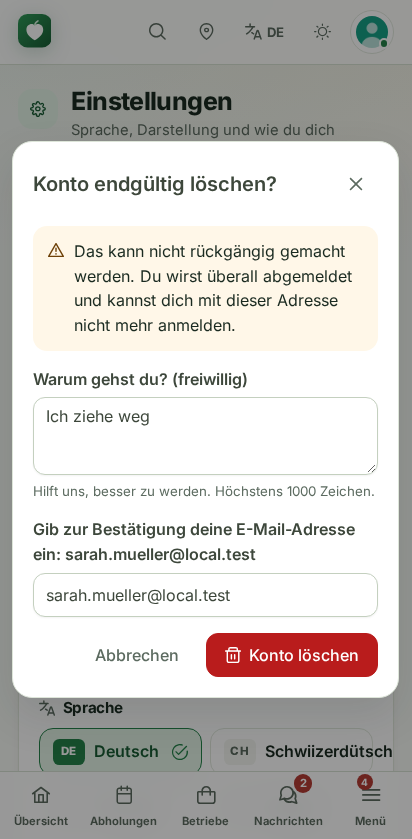 DE
Einstellungen
Sprache, Darstellung und wie du dich
Konto endgültig löschen?
Das kann nicht rückgängig gemacht
werden. Du wirst überall abgemeldet
und kannst dich mit dieser Adresse
nicht mehr anmelden.
Warum gehst du? (freiwillig)
Ich ziehe weg
Hilft uns, besser zu werden. Höchstens 1000 Zeichen.
Gib zur Bestätigung deine E-Mail-Adresse
ein: sarah.mueller@local.test
sarah.mueller@local.test
Abbrechen Konto löschen
Sprache
DE Deutsch CH Schwiizerdütsch
2 4
Übersicht Abholungen Betriebe Nachrichten Menü